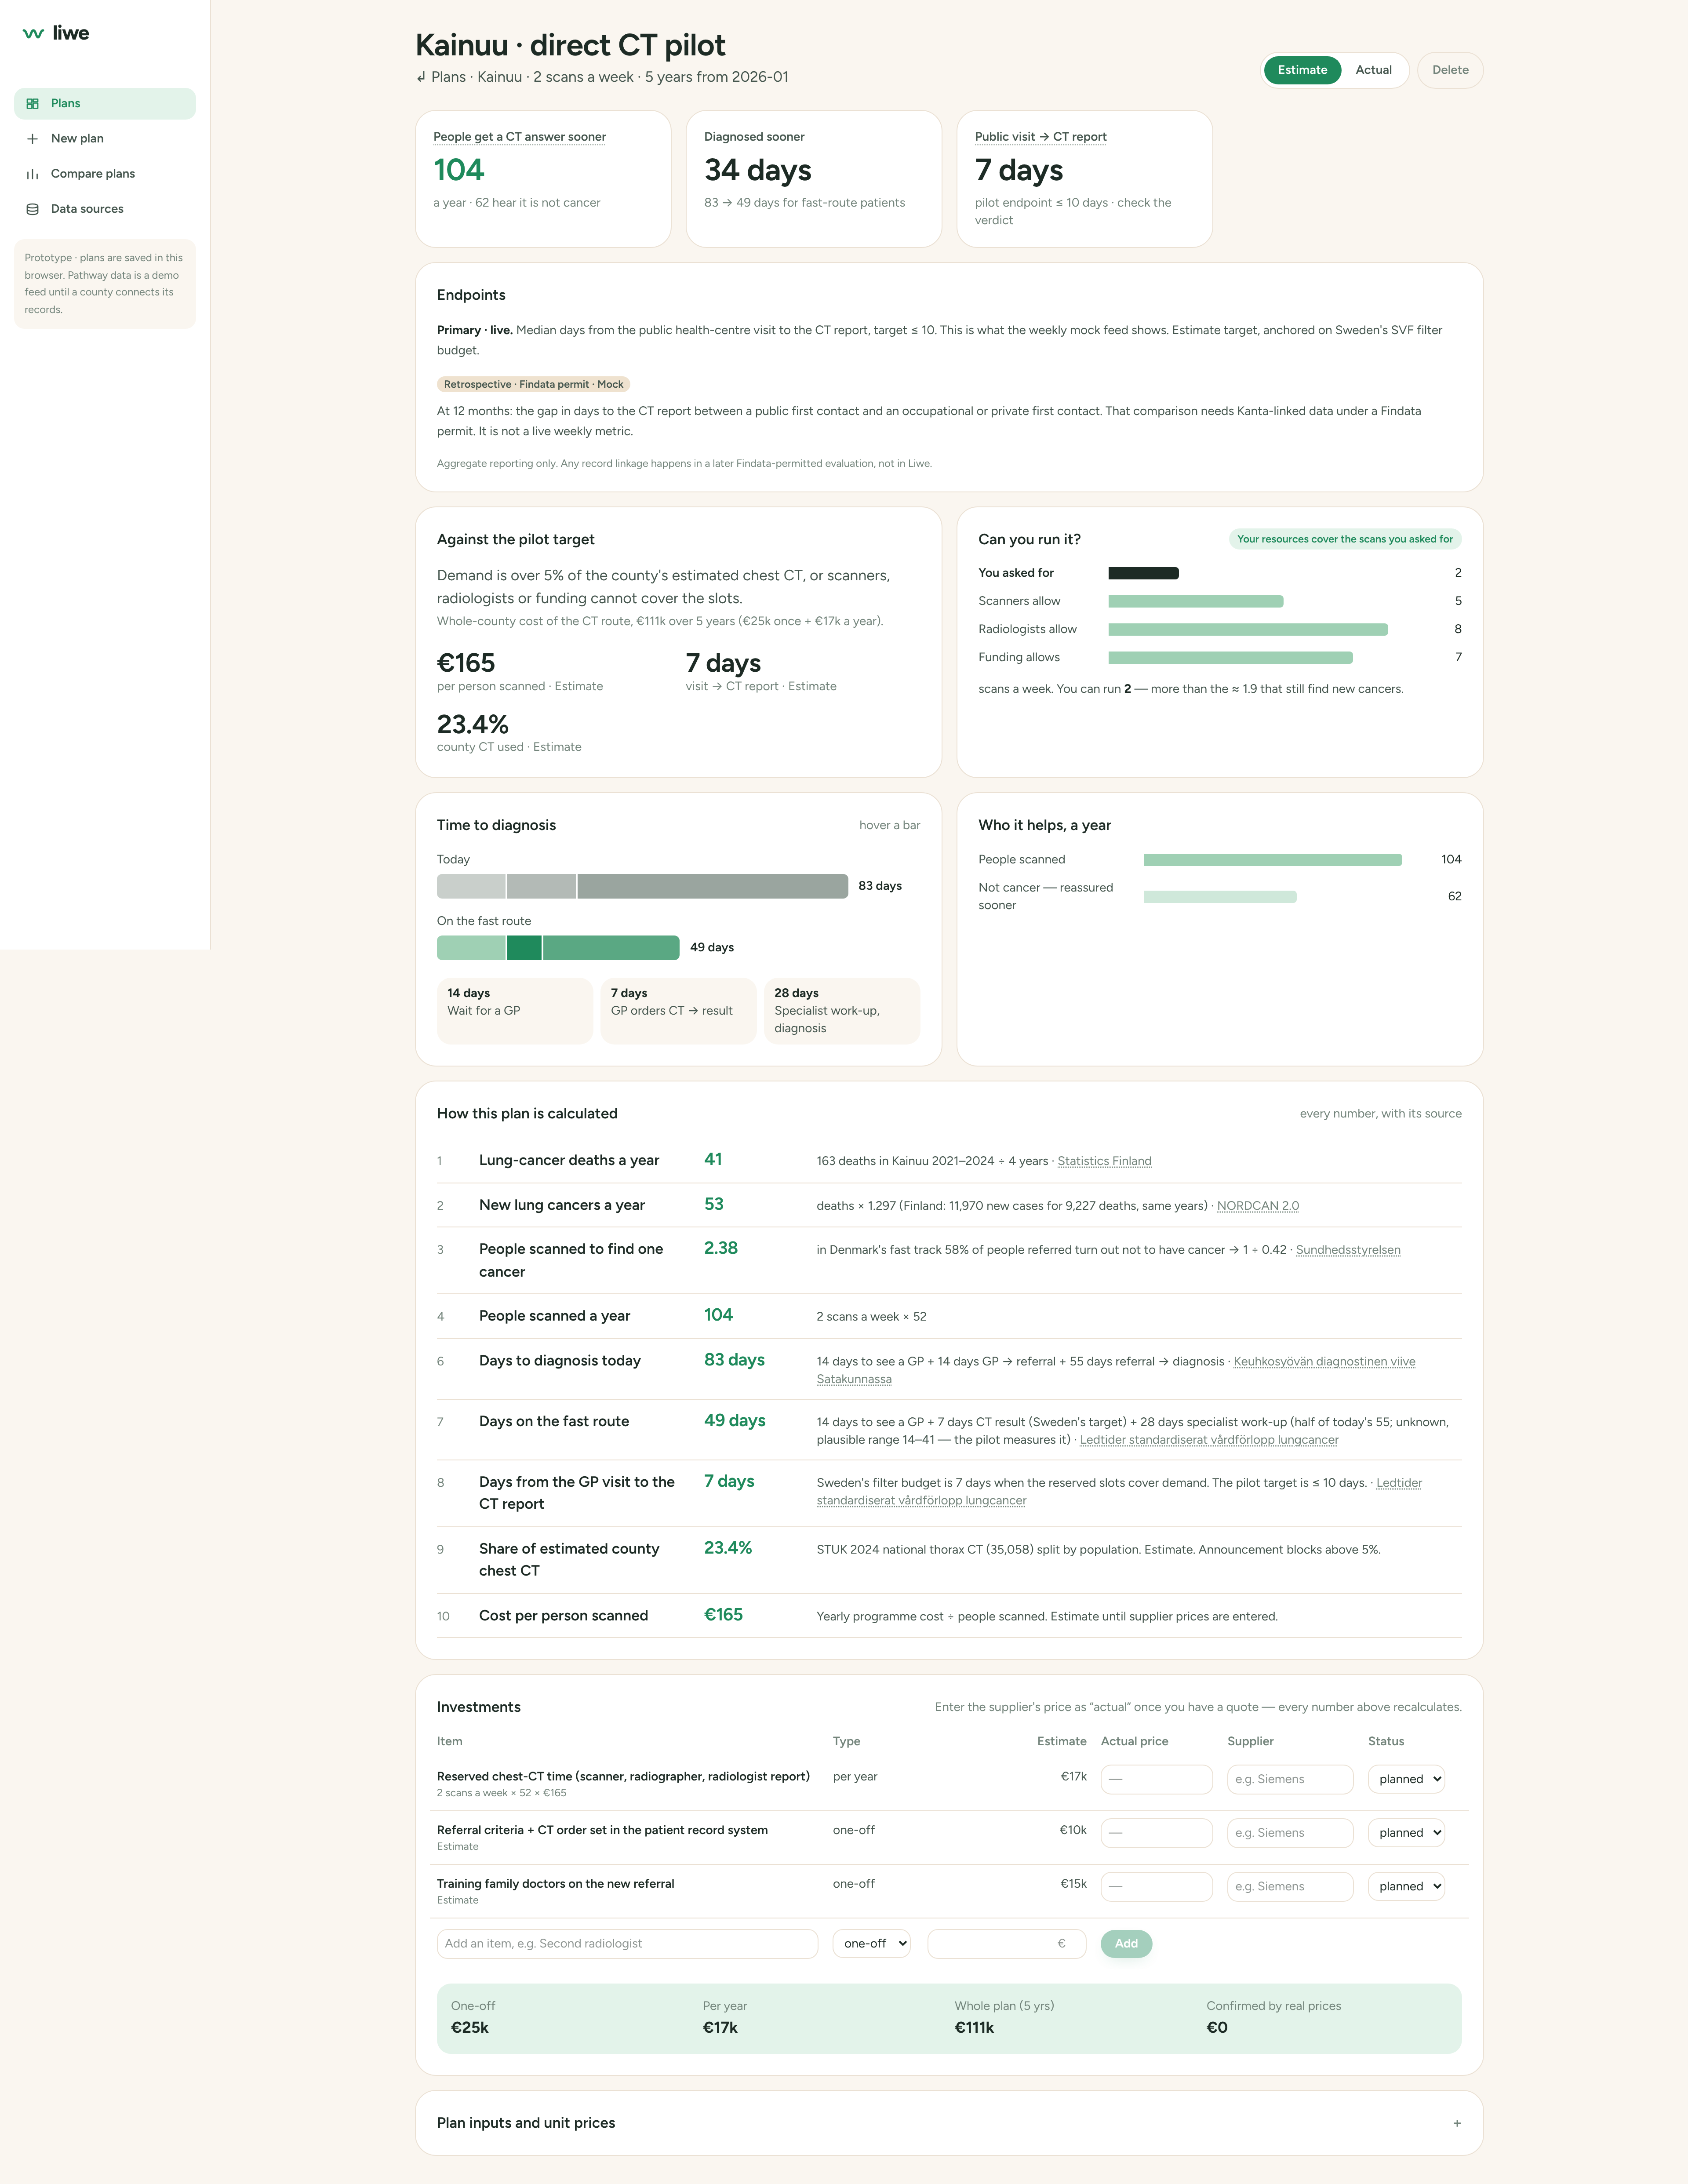 liwe
Plans
New plan
Compare plans
Data sources
Prototype · plans are saved in this
browser. Pathway data is a demo
feed until a county connects its
records.
Kainuu · direct CT pilot
↲ Plans · Kainuu · 2 scans a week · 5 years from 2026-01
Estimate
Actual
Delete
People get a CT answer sooner
104
a year · 62 hear it is not cancer
Diagnosed sooner
34 days
83 → 49 days for fast-route patients
Public visit → CT report
7 days
pilot endpoint ≤ 10 days · check the
verdict
Endpoints
Primary · live. Median days from the public health-centre visit to the CT report, target ≤ 10. This is what the weekly mock feed shows. Estimate target, anchored on Sweden's SVF filter
budget.
Retrospective · Findata permit · Mock
At 12 months: the gap in days to the CT report between a public first contact and an occupational or private first contact. That comparison needs Kanta-linked data under a Findata
permit. It is not a live weekly metric.
Aggregate reporting only. Any record linkage happens in a later Findata-permitted evaluation, not in Liwe.
Against the pilot target
Demand is over 5% of the county's estimated chest CT, or scanners,
radiologists or funding cannot cover the slots.
Whole-county cost of the CT route, €111k over 5 years (€25k once + €17k a year).
€165
per person scanned · Estimate
7 days
visit → CT report · Estimate
23.4%
county CT used · Estimate
Can you run it?
Your resources cover the scans you asked for
You asked for 2
Scanners allow 5
Radiologists allow 8
Funding allows 7
scans a week. You can run 2 — more than the ≈ 1.9 that still find new cancers.
Time to diagnosis
hover a bar
Today
83 days
On the fast route
49 days
14 days
Wait for a GP
7 days
GP orders CT → result
28 days
Specialist work-up,
diagnosis
Who it helps, a year
People scanned 104
Not cancer — reassured
sooner
62
How this plan is calculated
every number, with its source
1 Lung-cancer deaths a year 41 163 deaths in Kainuu 2021–2024 ÷ 4 years · Statistics Finland
2 New lung cancers a year 53 deaths × 1.297 (Finland: 11,970 new cases for 9,227 deaths, same years) · NORDCAN 2.0
3 People scanned to find one
cancer
2.38 in Denmark's fast track 58% of people referred turn out not to have cancer → 1 ÷ 0.42 · Sundhedsstyrelsen
4 People scanned a year 104 2 scans a week × 52
6 Days to diagnosis today 83 days 14 days to see a GP + 14 days GP → referral + 55 days referral → diagnosis · Keuhkosyövän diagnostinen viive
Satakunnassa
7 Days on the fast route 49 days 14 days to see a GP + 7 days CT result (Sweden's target) + 28 days specialist work-up (half of today's 55; unknown,
plausible range 14–41 — the pilot measures it) · Ledtider standardiserat vårdförlopp lungcancer
8 Days from the GP visit to the
CT report
7 days Sweden's filter budget is 7 days when the reserved slots cover demand. The pilot target is ≤ 10 days. · Ledtider
standardiserat vårdförlopp lungcancer
9 Share of estimated county
chest CT
23.4% STUK 2024 national thorax CT (35,058) split by population. Estimate. Announcement blocks above 5%.
10 Cost per person scanned €165 Yearly programme cost ÷ people scanned. Estimate until supplier prices are entered.
Investments
Enter the supplier's price as "actual" once you have a quote — every number above recalculates.
Item Type Estimate Actual price Supplier Status
Reserved chest-CT time (scanner, radiographer, radiologist report) per year €17k — e.g. Siemens planned
2 scans a week × 52 × €165
Referral criteria + CT order set in the patient record system one-off €10k — e.g. Siemens planned
Estimate
Training family doctors on the new referral one-off €15k — e.g. Siemens planned
Estimate
Add an item, e.g. Second radiologist one-off € Add
One-off Per year Whole plan (5 yrs) Confirmed by real prices
€25k €17k €111k €0
Plan inputs and unit prices +